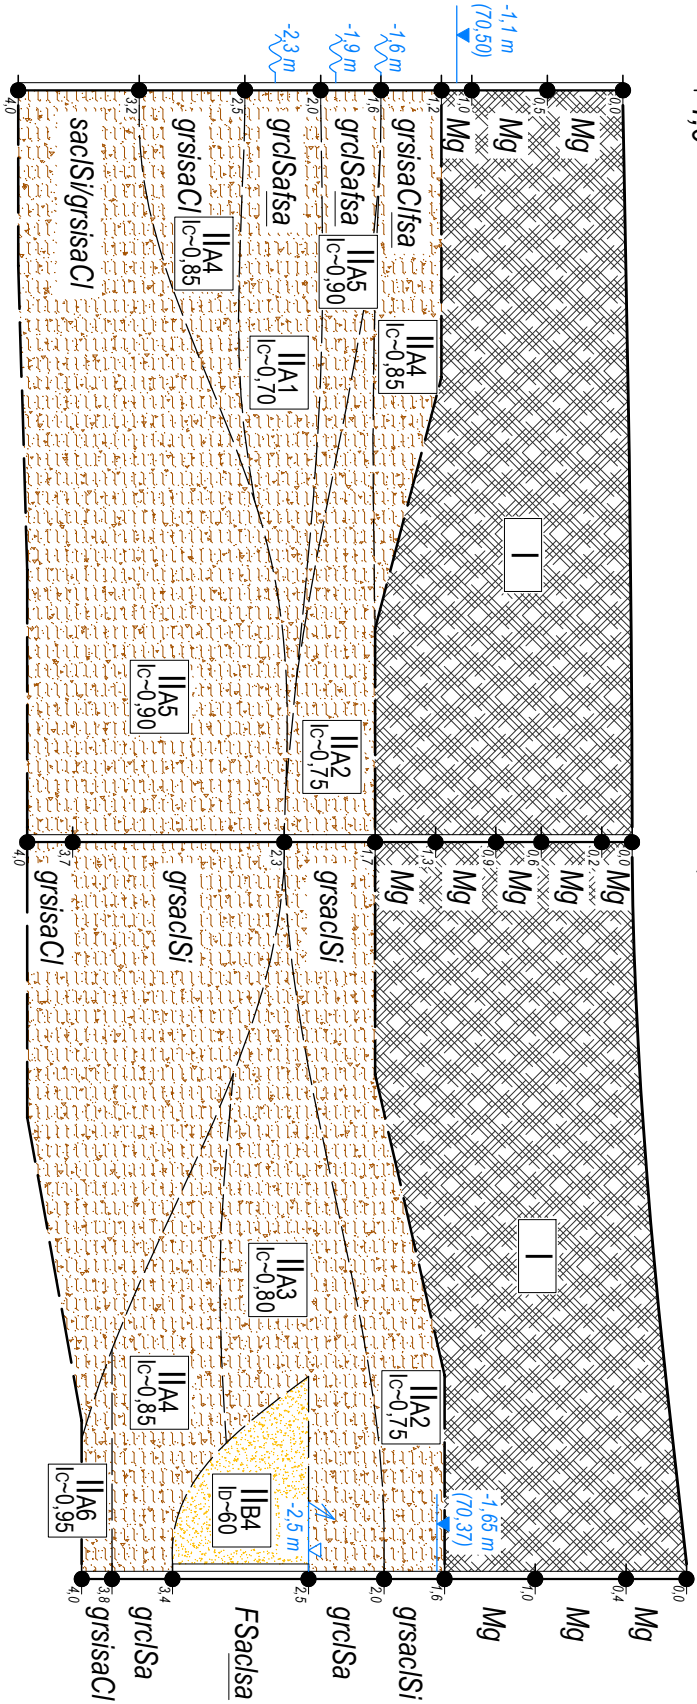 -1,1 m
(70,50)
-1,6 m
-1,9 m
-2,3 m
0,0
0,5
1,0
1,2
1,6
2,0
2,5
3,2
4,0
Mg
Mg
Mg
grsisaClfsa
grclSafsa
grclSafsa
grsisaCl
saclSi/grsisaCl
IIA4
Ic~0,85
IIA5
Ic~0,90
IIA1
Ic~0,70
IIA4
Ic~0,85
I
IIA2
Ic~0,75
IIA5
Ic~0,90
0,0
0,2
0,6
0,9
1,3
1,7
2,3
3,7
4,0
Mg
Mg
Mg
Mg
Mg
grsaclSi
grsaclSi
grsisaCl
I
IIA3
Ic~0,80
IIA2
Ic~0,75
IIA4
Ic~0,85
IIB4
ID~60
IIA6
Ic~0,95
-1,65 m
(70,37)
-2,5 m
0,0
0,4
1,0
1,6
2,0
2,5
3,4
3,8
4,0
Mg
Mg
Mg
grsaclSi
grclSa
FSaclsa
grclSa
grsisaCl